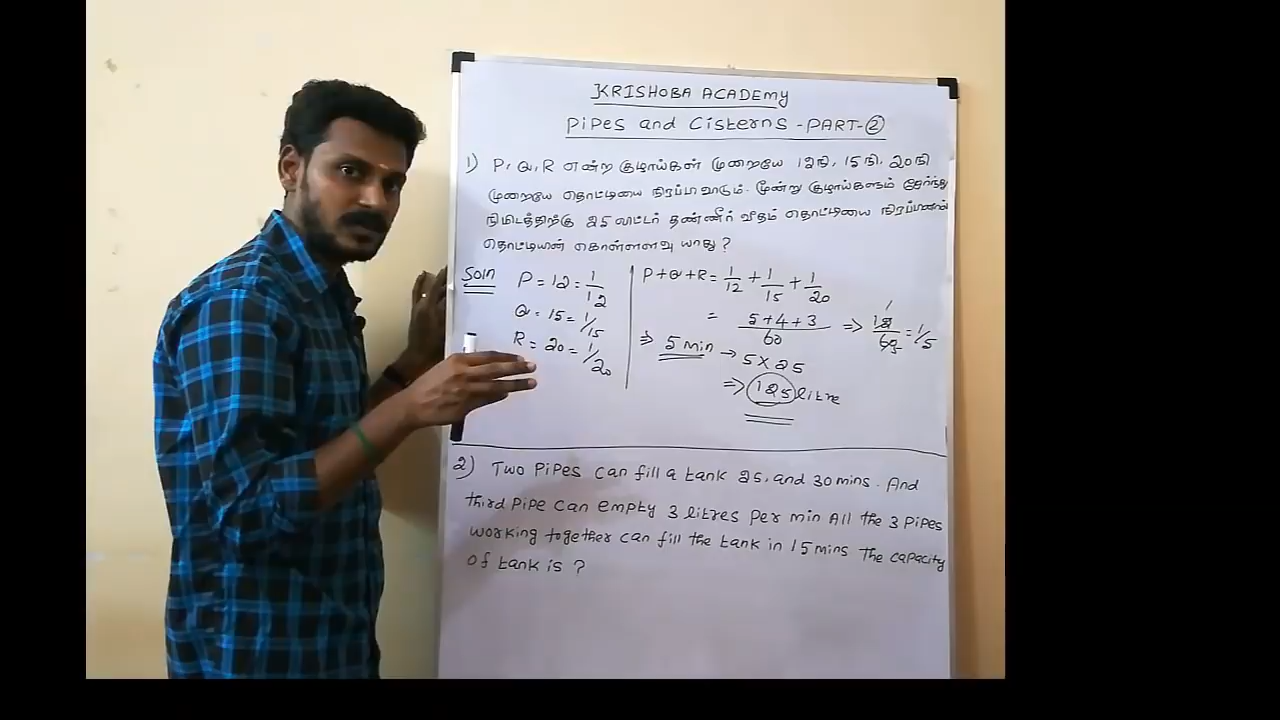 KRISHOBA ACADEMY
Pipes and Cisterns - PART-②
1) P, Q, R என்ற குழாய்கள் முறையே 12நி, 15 நி, 20 நி
முறையே தொட்டியை நிரப்ப வாடும். மூன்று குழாய்களும் சேர்ந்து
நிமிடத்திற்கு 25 லிட்டர் தண்ணீர் வீதம் தொட்டியை நிரப்பினால்
தொட்டியின் கொள்ளளவு யாது ?
Soln
P = 12 = 1/12
Q = 15 = 1/15
R = 20 = 1/20
P + Q + R = 1/12 + 1/15 + 1/20
= 5+4+3/60 => 12/60 = 1/5
=> 5 min → 5 X 25
=> 125 litre
2) Two Pipes can fill a tank 25, and 30 mins. And
third Pipe can empty 3 litres Per min All the 3 Pipes
working together can fill the tank in 15 mins The capacity
of tank is ?